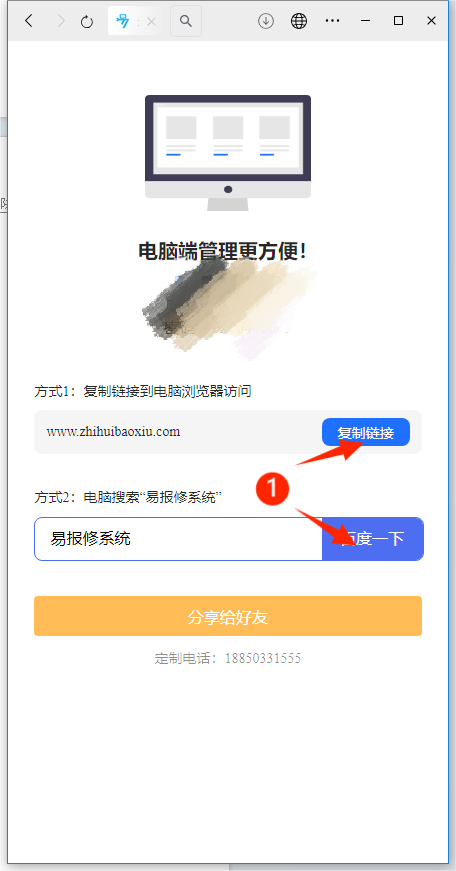 电脑端管理更方便！
方式1：复制链接到电脑浏览器访问
www.zhihuibaoxiu.com
复制链接
1
方式2：电脑搜索“易报修系统”
易报修系统
百度一下
分享给好友
定制电话：18850331555